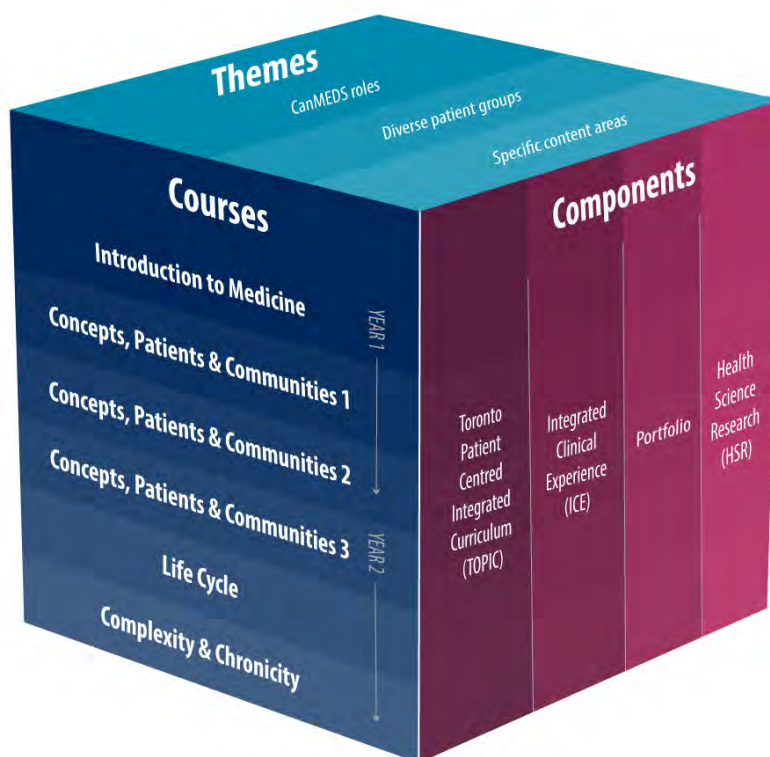 Themes
CanMEDS roles
Diverse patient groups
Specific content areas
Courses
Introduction to Medicine
Concepts, Patients & Communities 1
Concepts, Patients & Communities 2
Concepts, Patients & Communities 3
Life Cycle
Complexity & Chronicity
YEAR 1
YEAR 2
Components
Toronto
Patient
Centred
Integrated
Curriculum
(TOPIC)
Integrated
Clinical
Experience
(ICE)
Portfolio
Health
Science
Research
(HSR)